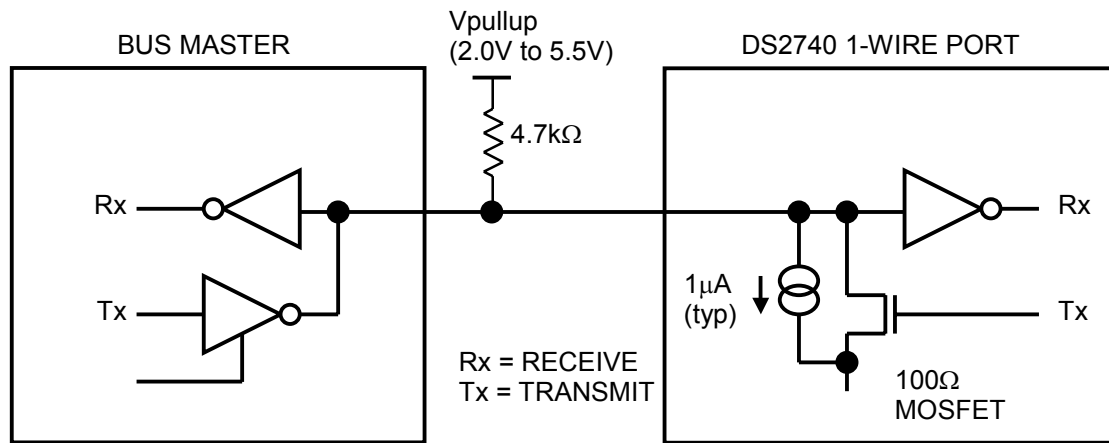 Vpullup
(2.0V to 5.5V)
BUS MASTER
DS2740 1-WIRE PORT
4.7kΩ
Rx
Rx
Tx
1μA
(typ)
Tx
Rx = RECEIVE
Tx = TRANSMIT
100Ω
MOSFET